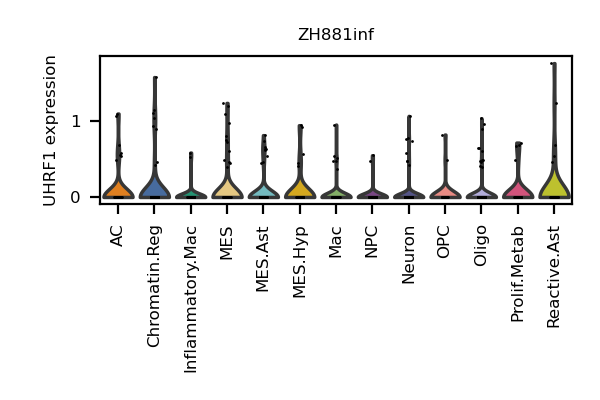 ZH881inf
UHRF1 expression
1
0
AC
Chromatin.Reg
Inflammatory.Mac
MES
MES.Ast
MES.Hyp
Mac
NPC
Neuron
OPC
Oligo
Prolif.Metab
Reactive.Ast